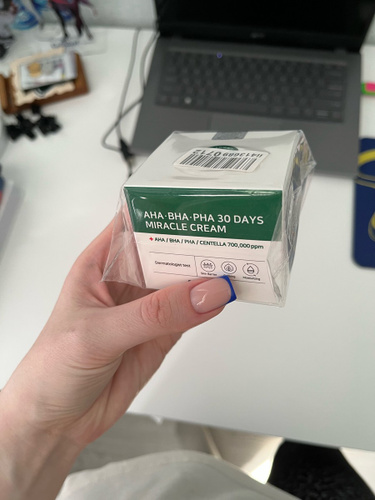 AHA·BHA·PHA 30 DAYS
MIRACLE CREAM
+ AHA / BHA / PHA / CENTELLA 700,000 ppm
Dermatologist test